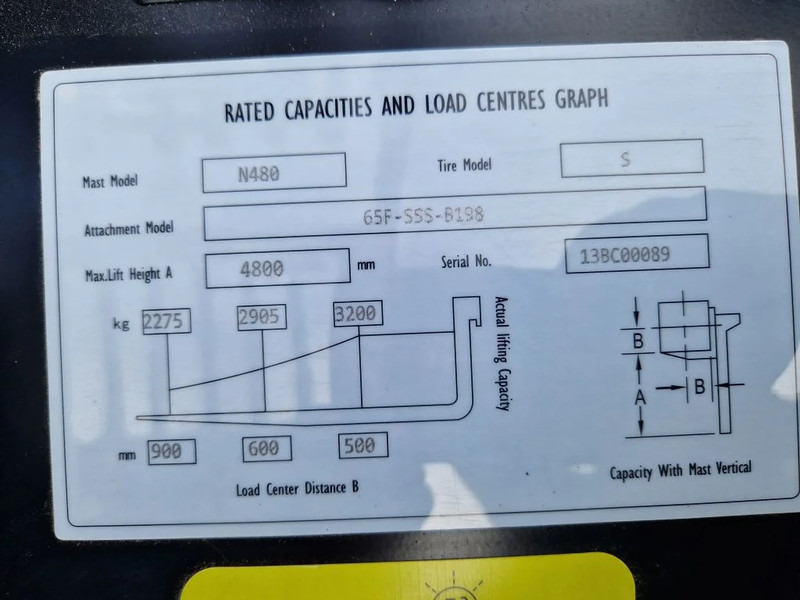 RATED CAPACITIES AND LOAD CENTRES GRAPH
Mast Model N480 Tire Model S
Attachment Model 65F-SSS-B198
Max.Lift Height A 4800 mm Serial No. 13BC00089
kg 2275 2905 3200
Actual lifting Capacity
B
B
A
mm 900 600 500
Load Center Distance B
Capacity With Mast Vertical